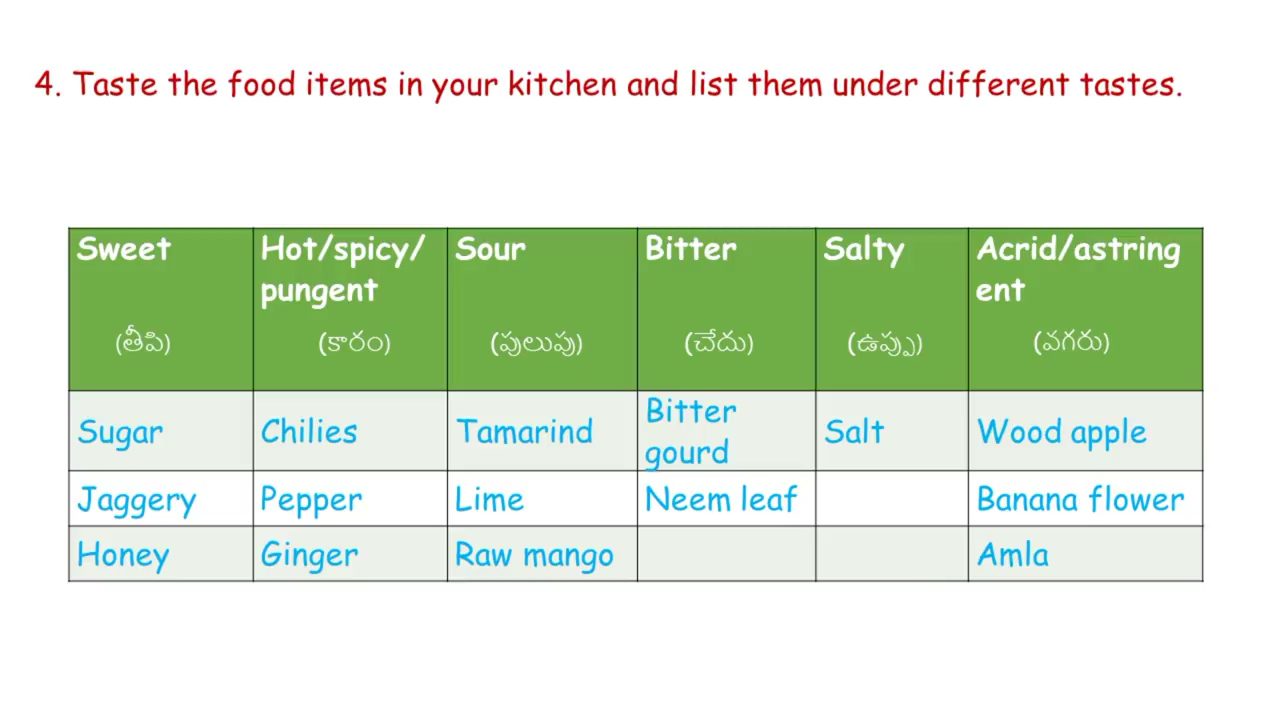 4. Taste the food items in your kitchen and list them under different tastes.
Sweet Hot/spicy/ Sour Bitter Salty Acrid/astring
pungent ent
(తీపి) (కారం) (పులుపు) (చేదు) (ఉప్పు) (వగరు)
Sugar Chilies Tamarind Bitter gourd Salt Wood apple
Jaggery Pepper Lime Neem leaf Banana flower
Honey Ginger Raw mango Amla